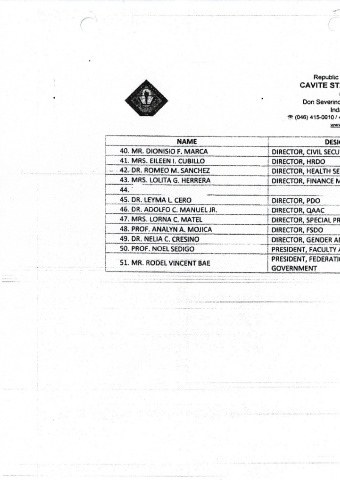 Republic
CAVITE STA
Don Severino
Inda
☎ (046) 415-0010 /
www
NAME DESIG
40. MR. DIONISIO F. MARCA DIRECTOR, CIVIL SECU
41. MRS. EILEEN I. CUBILLO DIRECTOR, HRDO
42. DR. ROMEO M. SANCHEZ DIRECTOR, HEALTH SE
43. MRS. LOLITA G. HERRERA DIRECTOR, FINANCE M
44.
45. DR. LEYMA L. CERO DIRECTOR, PDO
46. DR. ADOLFO C. MANUEL JR. DIRECTOR, QAAC
47. MRS. LORNA C. MATEL DIRECTOR, SPECIAL PR
48. PROF. ANALYN A. MOJICA DIRECTOR, FSDO
49. DR. NELIA C. CRESINO DIRECTOR, GENDER A
50. PROF. NOEL SEDIGO PRESIDENT, FACULTY A
51. MR. RODEL VINCENT BAE PRESIDENT, FEDERATI
GOVERNMENT